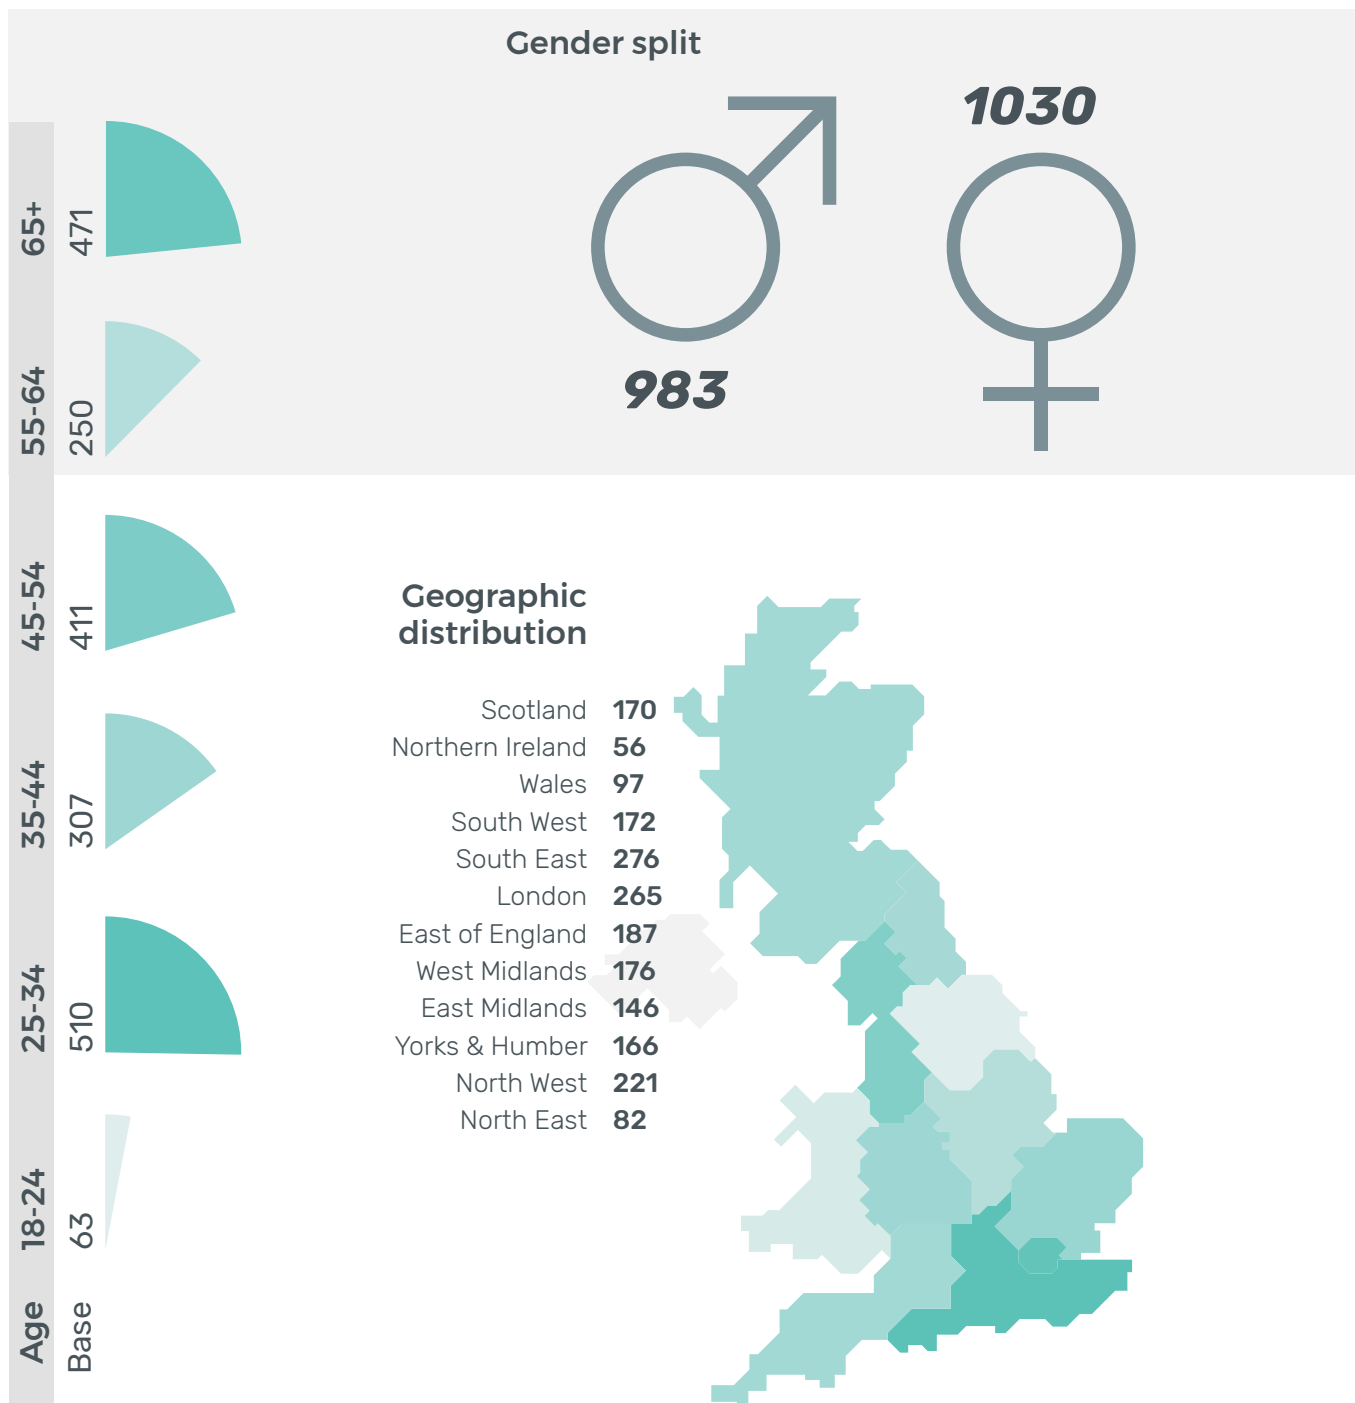 Gender split
1030
983
Age 18-24 25-34 35-44 45-54 55-64 65+
Base 63 510 307 411 250 471
Geographic
distribution
Scotland 170
Northern Ireland 56
Wales 97
South West 172
South East 276
London 265
East of England 187
West Midlands 176
East Midlands 146
Yorks & Humber 166
North West 221
North East 82